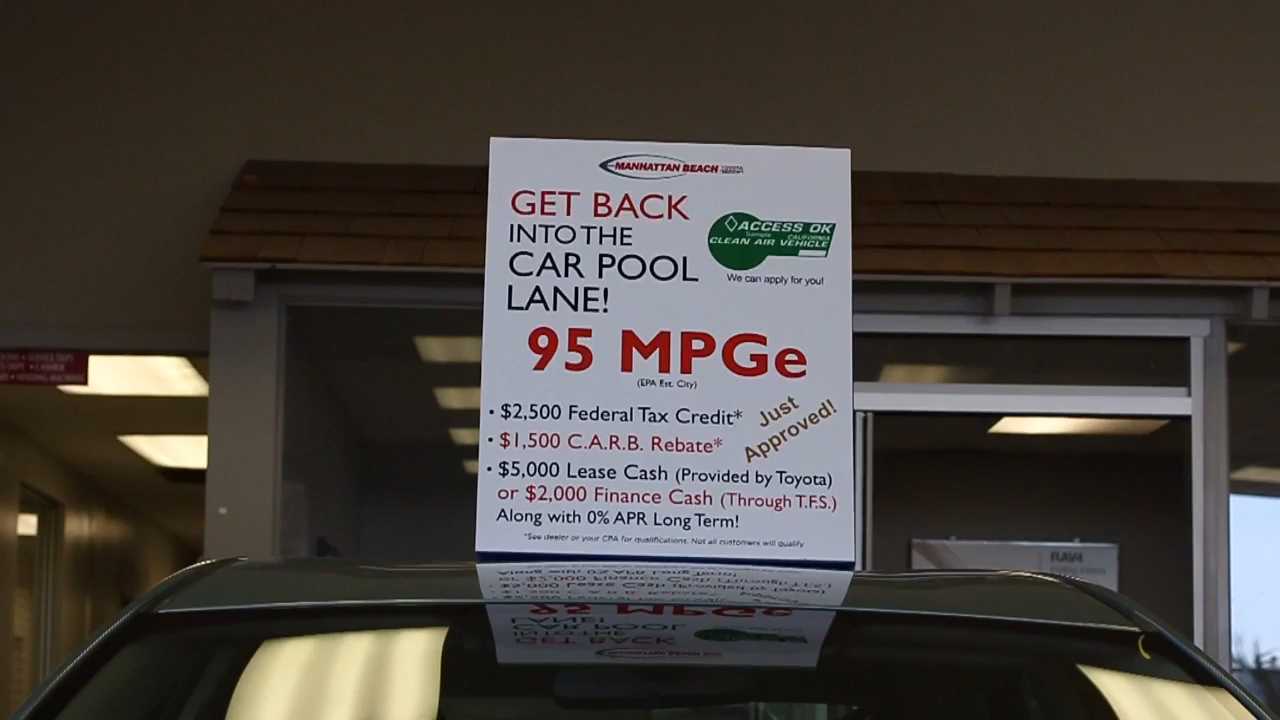 MANHATTAN BEACH TOYOTA
GET BACK
INTO THE
CAR POOL
LANE!
ACCESS OK
Sample CALIFORNIA
CLEAN AIR VEHICLE
We can apply for you!
95 MPGe
(EPA Est. City)
• $2,500 Federal Tax Credit*
• $1,500 C.A.R.B. Rebate*
Just
Approved!
• $5,000 Lease Cash (Provided by Toyota)
or $2,000 Finance Cash (Through T.F.S.)
Along with 0% APR Long Term!
*See dealer or your CPA for qualifications. Not all customers will qualify
RAV4